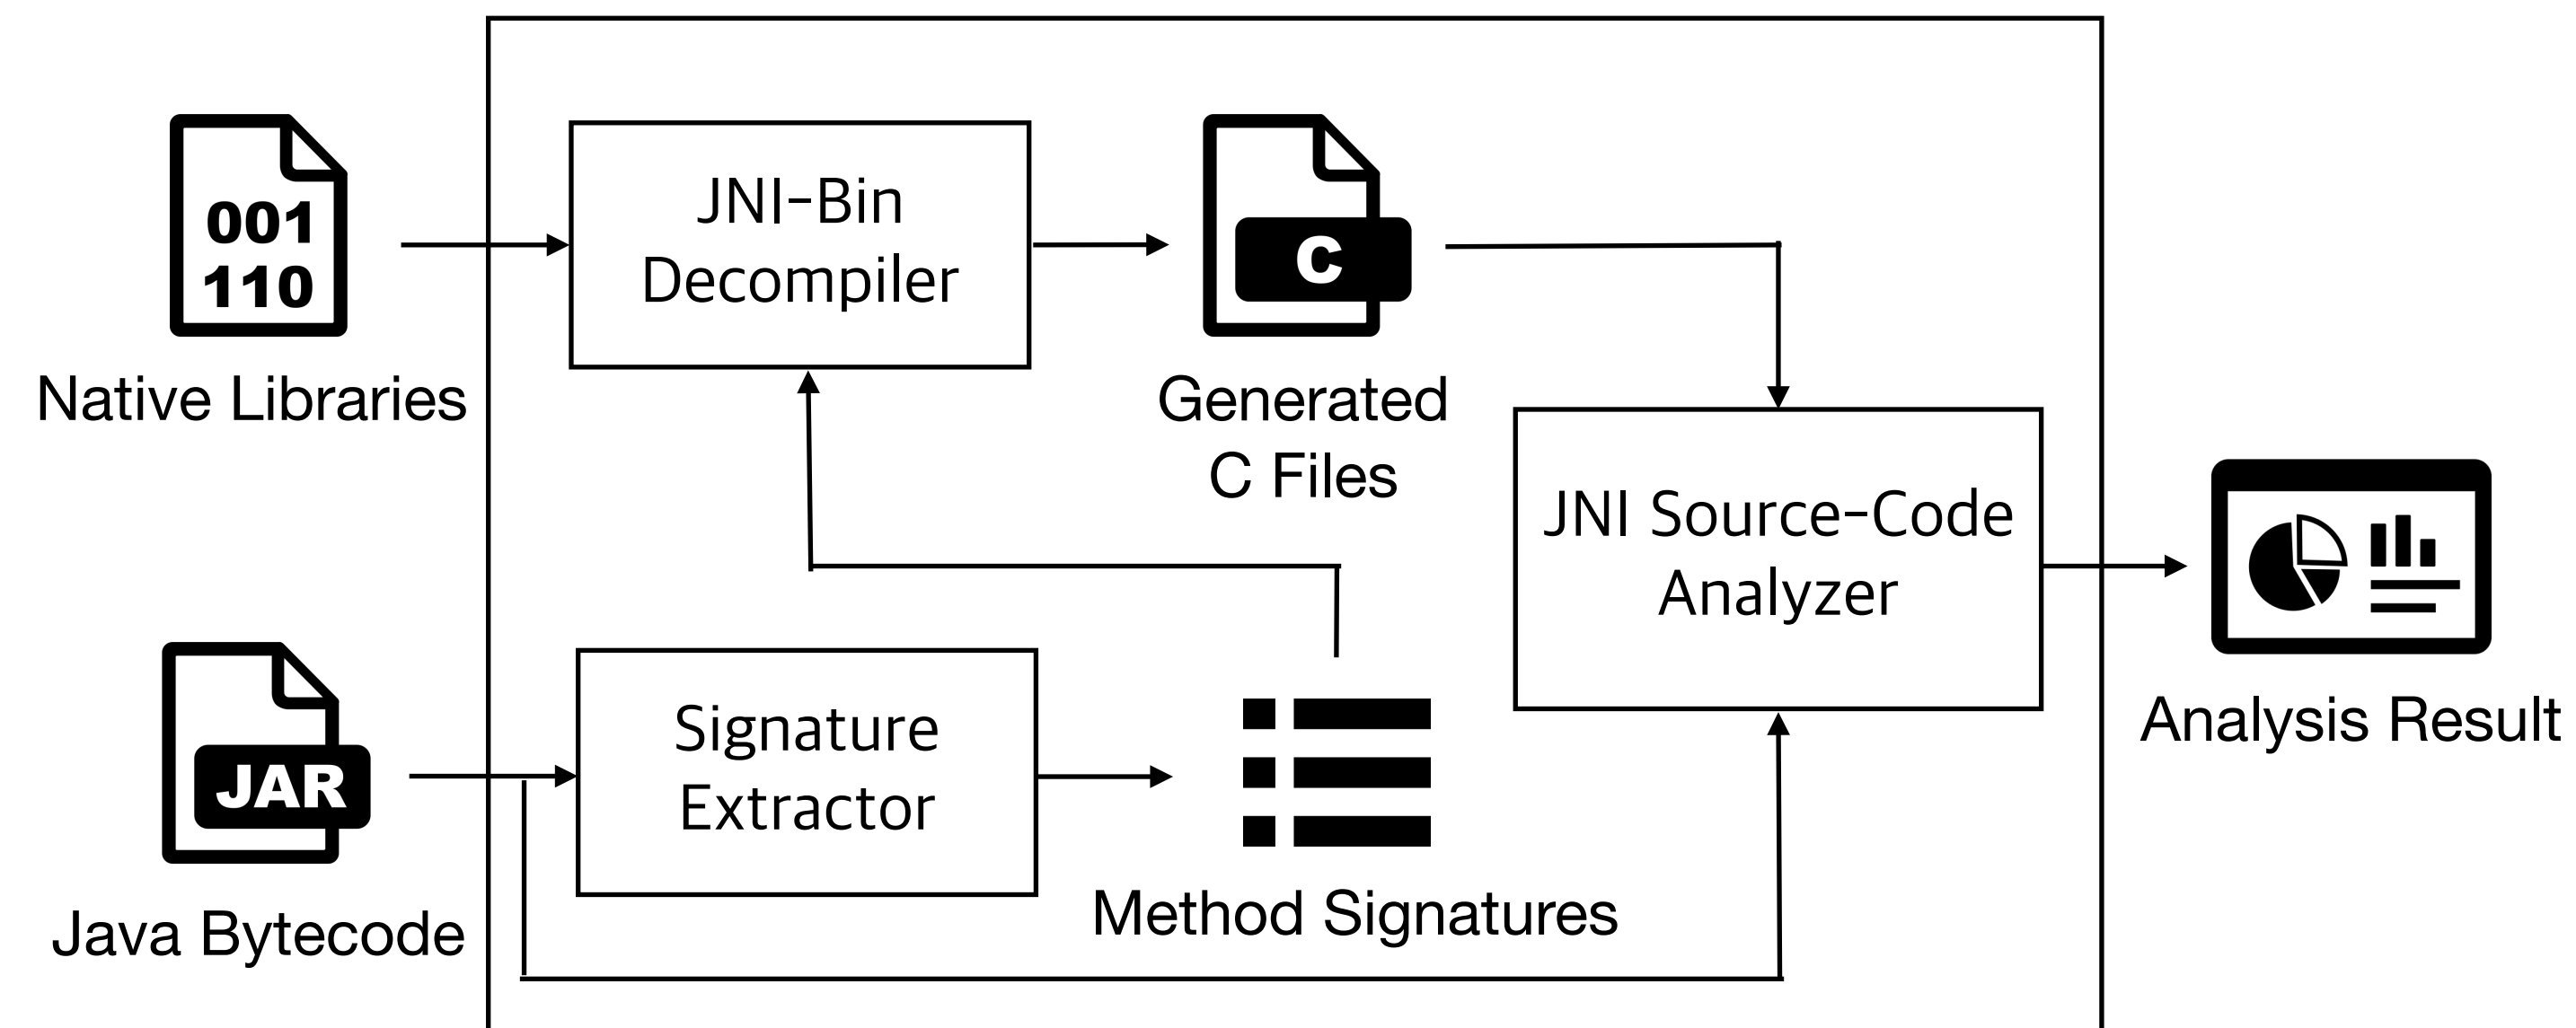 001
110
Native Libraries
JNI-Bin
Decompiler
C
Generated
C Files
JNI Source-Code
Analyzer
Analysis Result
JAR
Java Bytecode
Signature
Extractor
Method Signatures